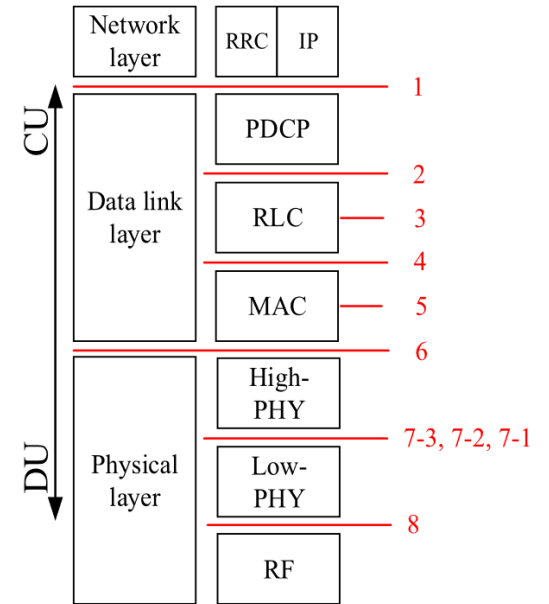 Network
layer
RRC
IP
1
CU
PDCP
2
Data link
layer
RLC
3
4
MAC
5
6
High-
PHY
7-3, 7-2, 7-1
DU
Physical
layer
Low-
PHY
8
RF